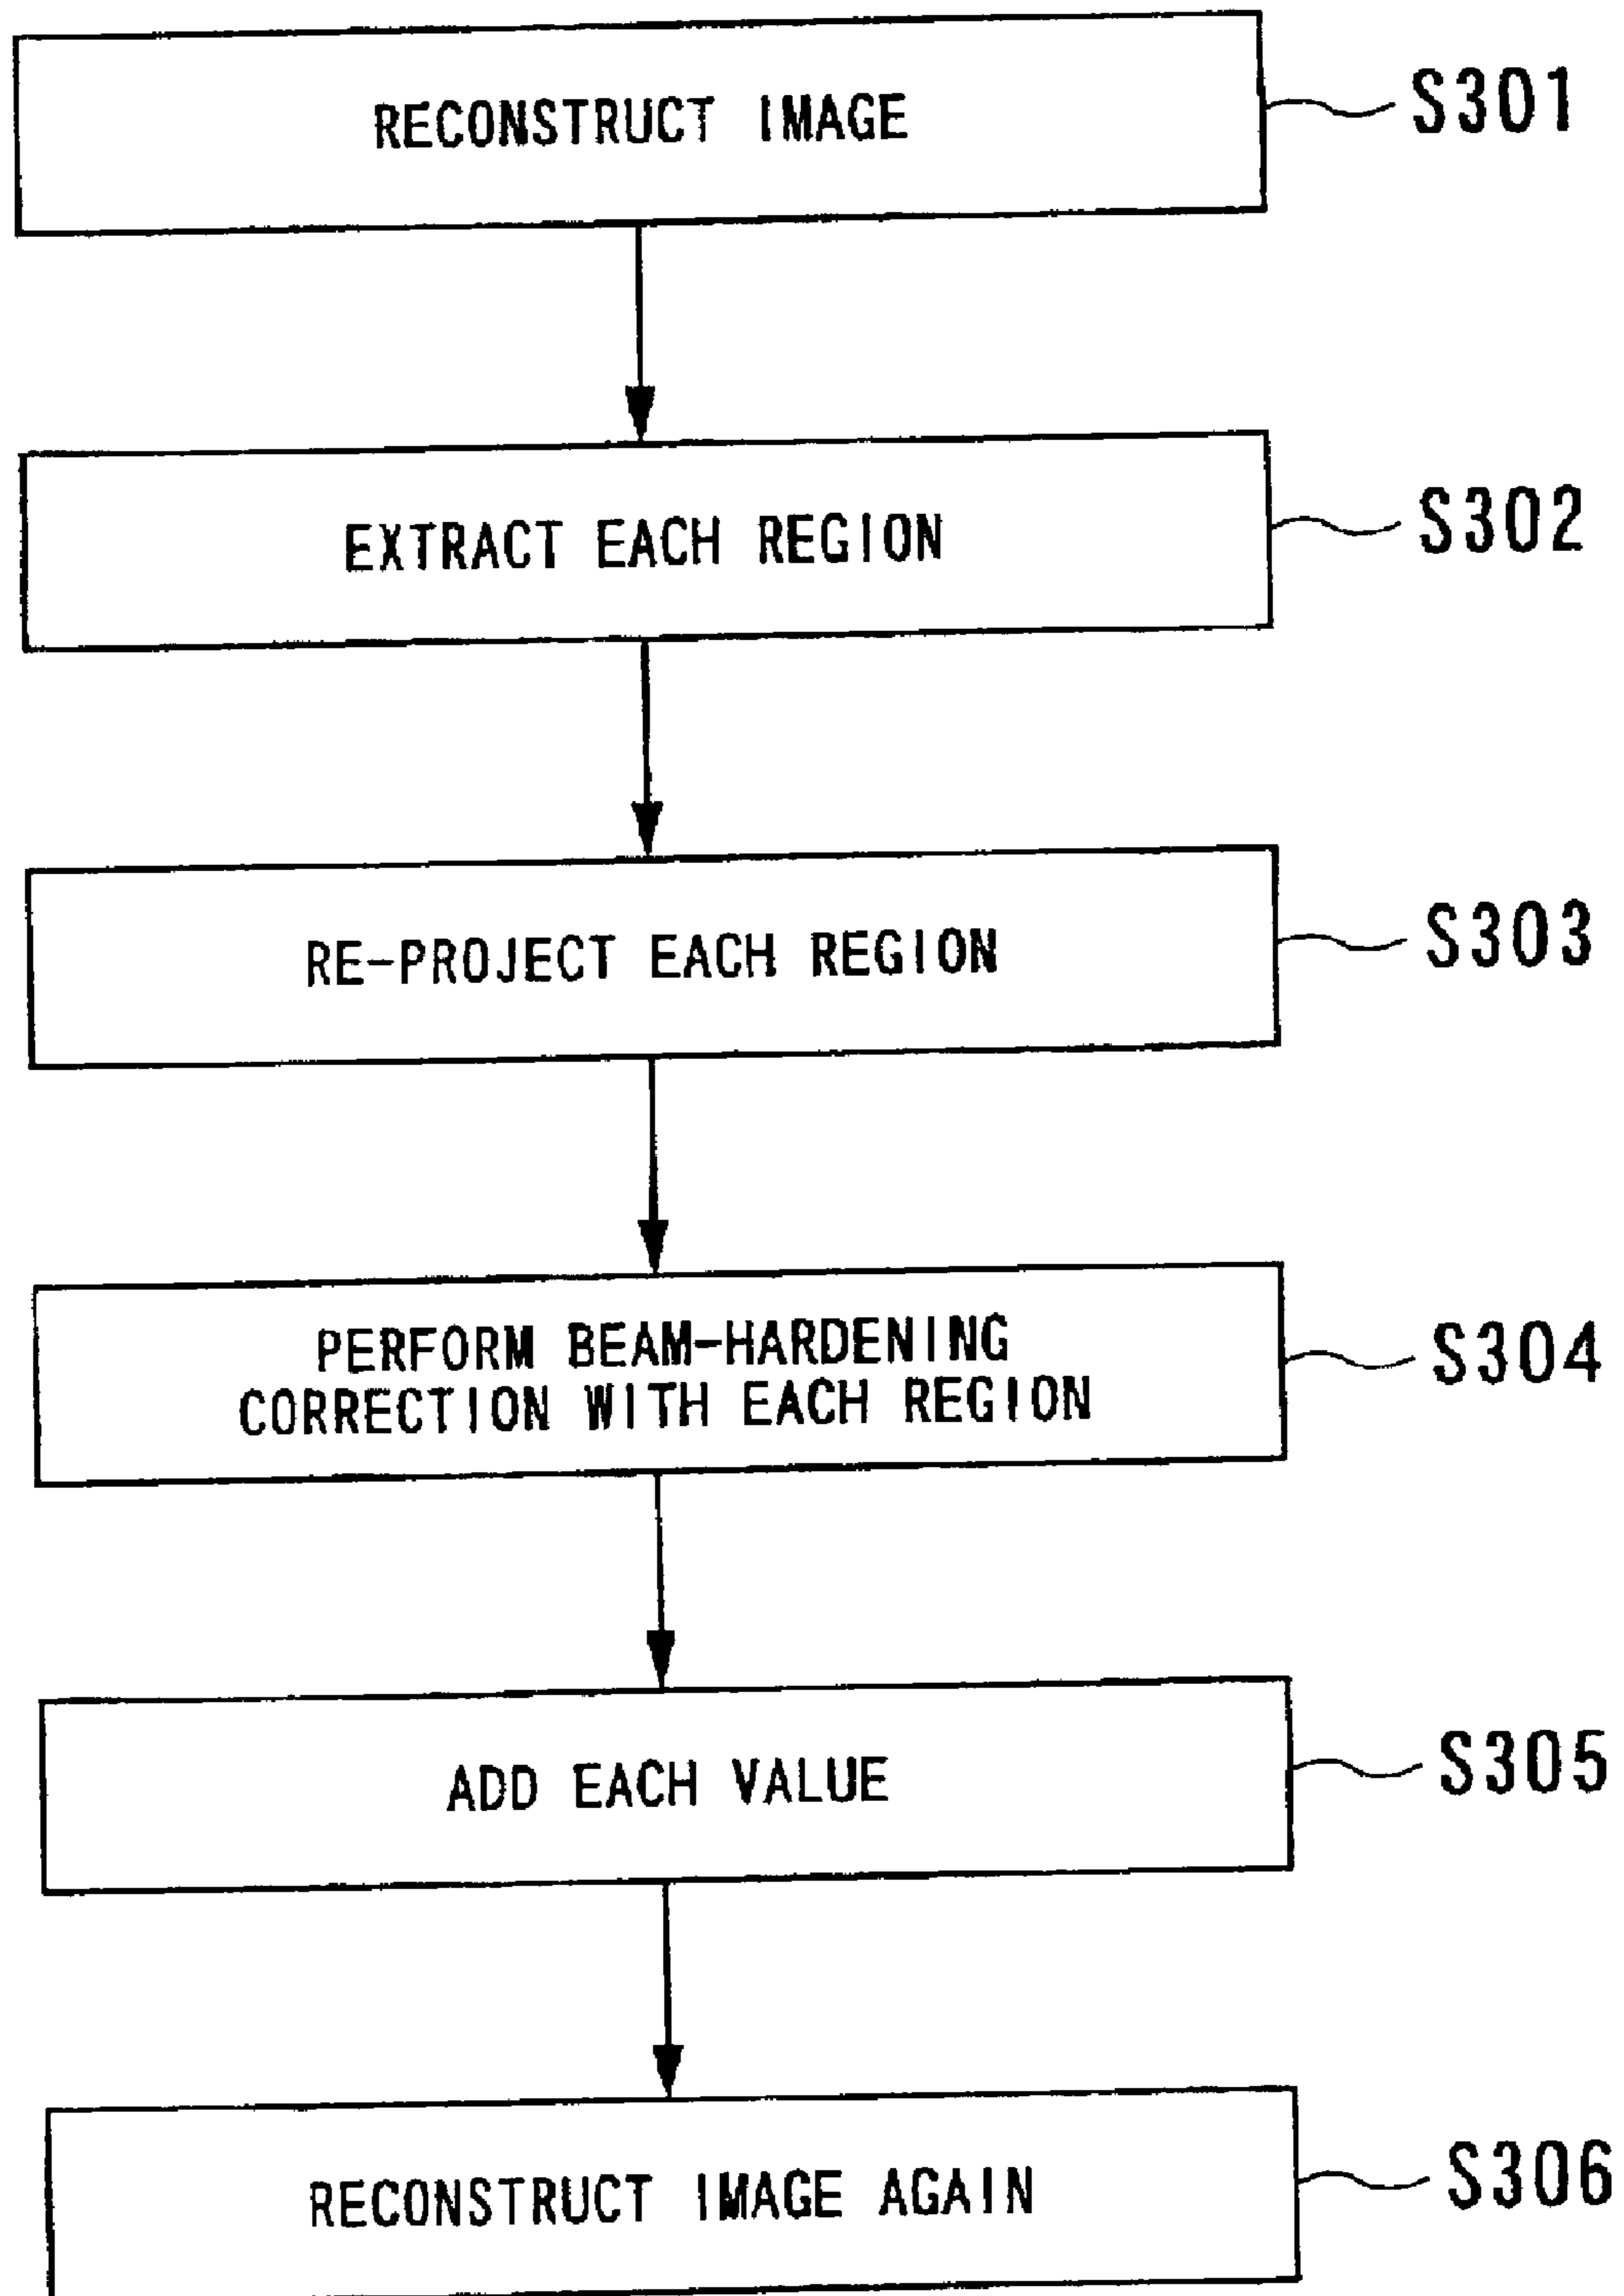 RECONSTRUCT IMAGE
S301
EXTRACT EACH REGION
S302
RE-PROJECT EACH REGION
S303
PERFORM BEAM-HARDENING
CORRECTION WITH EACH REGION
S304
ADD EACH VALUE
S305
RECONSTRUCT IMAGE AGAIN
S306